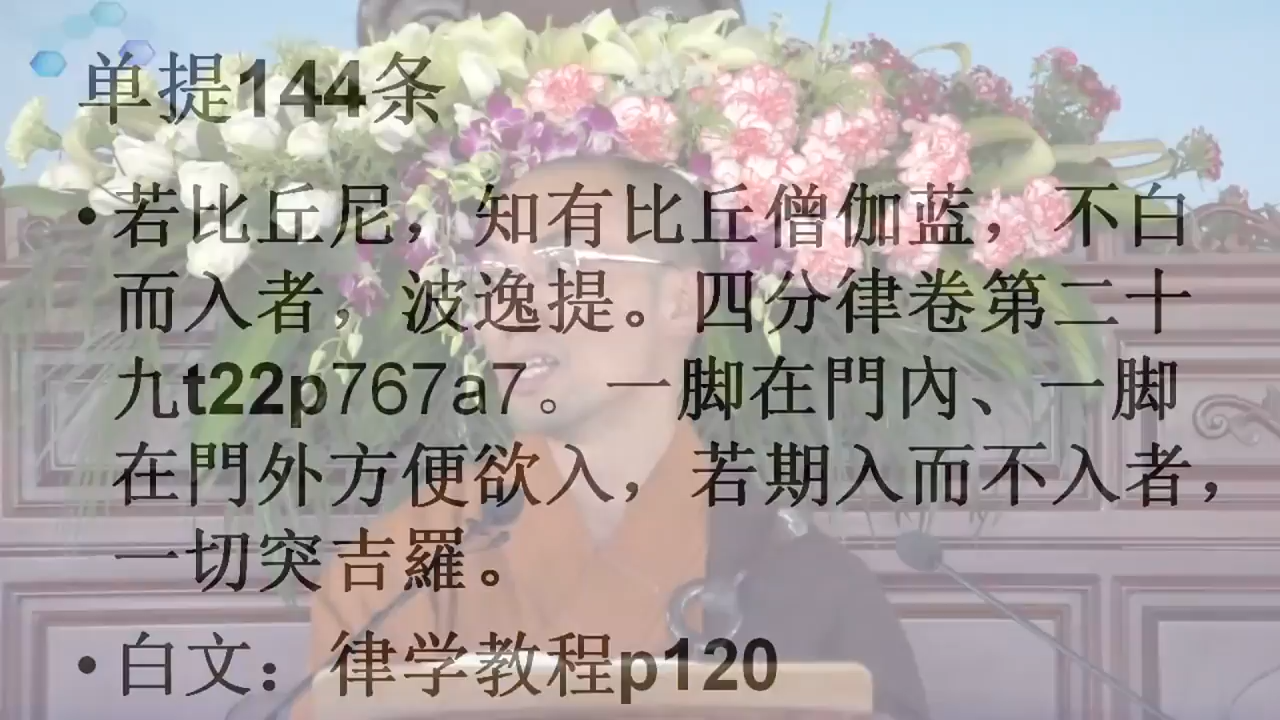 单提144条
•若比丘尼，知有比丘僧伽蓝，不白
而入者，波逸提。四分律卷第二十
九t22p767a7。一脚在門內、一脚
在門外方便欲入，若期入而不入者，
一切突吉羅。
•白文：律学教程p120